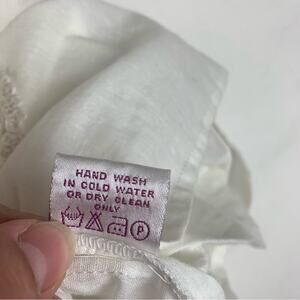 HAND WASH
IN COLD WATER
OR DRY CLEAN
ONLY
P